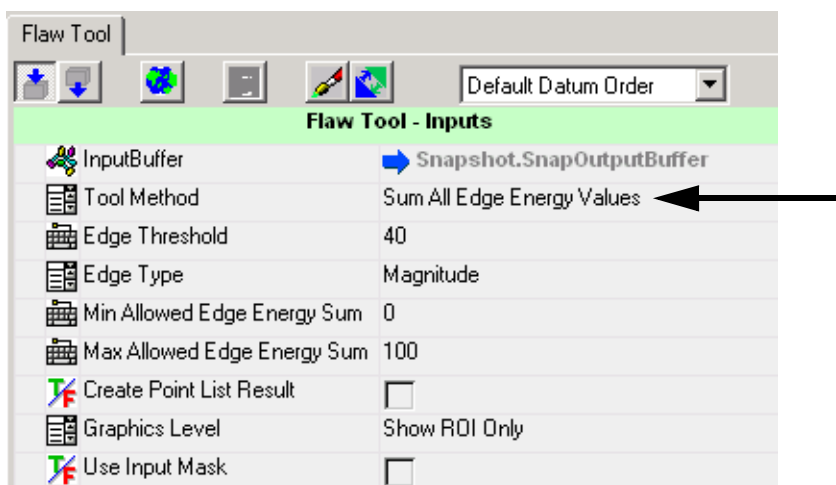 Flaw Tool
Default Datum Order
Flaw Tool - Inputs
InputBuffer Snapshot.SnapOutputBuffer
Tool Method Sum All Edge Energy Values
Edge Threshold 40
Edge Type Magnitude
Min Allowed Edge Energy Sum 0
Max Allowed Edge Energy Sum 100
T/F Create Point List Result
Graphics Level Show ROI Only
T/F Use Input Mask